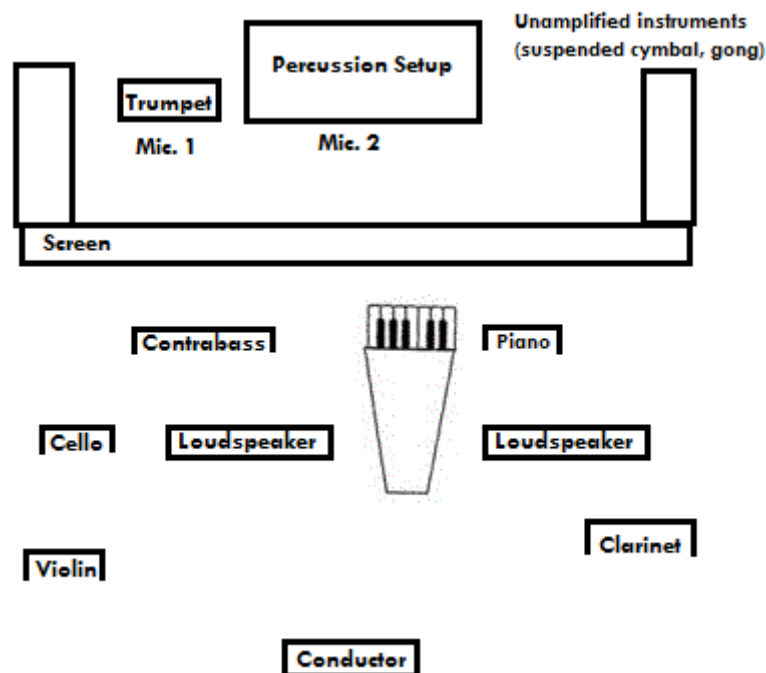 Unamplified instruments
(suspended cymbal, gong)
Percussion Setup
Trumpet
Mic. 1
Mic. 2
Screen
Contrabass
Piano
Cello
Loudspeaker
Loudspeaker
Clarinet
Violin
Conductor